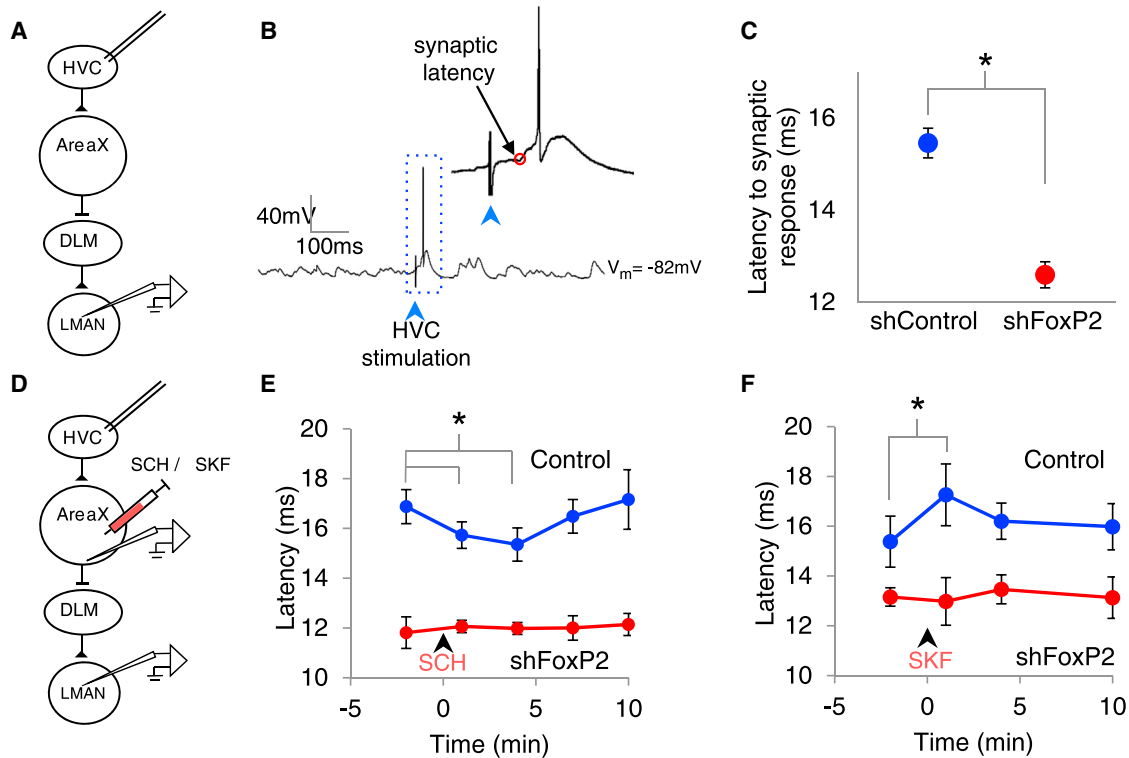 A
HVC
AreaX
DLM
LMAN
B
synaptic
latency
40mV
100ms
Vm= -82mV
HVC
stimulation
C
Latency to synaptic
response (ms)
16
14
12
*
shControl
shFoxP2
D
HVC
SCH / SKF
AreaX
DLM
LMAN
E
Latency (ms)
20
18
16
14
12
10
*
Control
SCH
shFoxP2
-5
0
5
10
Time (min)
F
Latency (ms)
20
18
16
14
12
10
*
Control
SKF
shFoxP2
-5
0
5
10
Time (min)